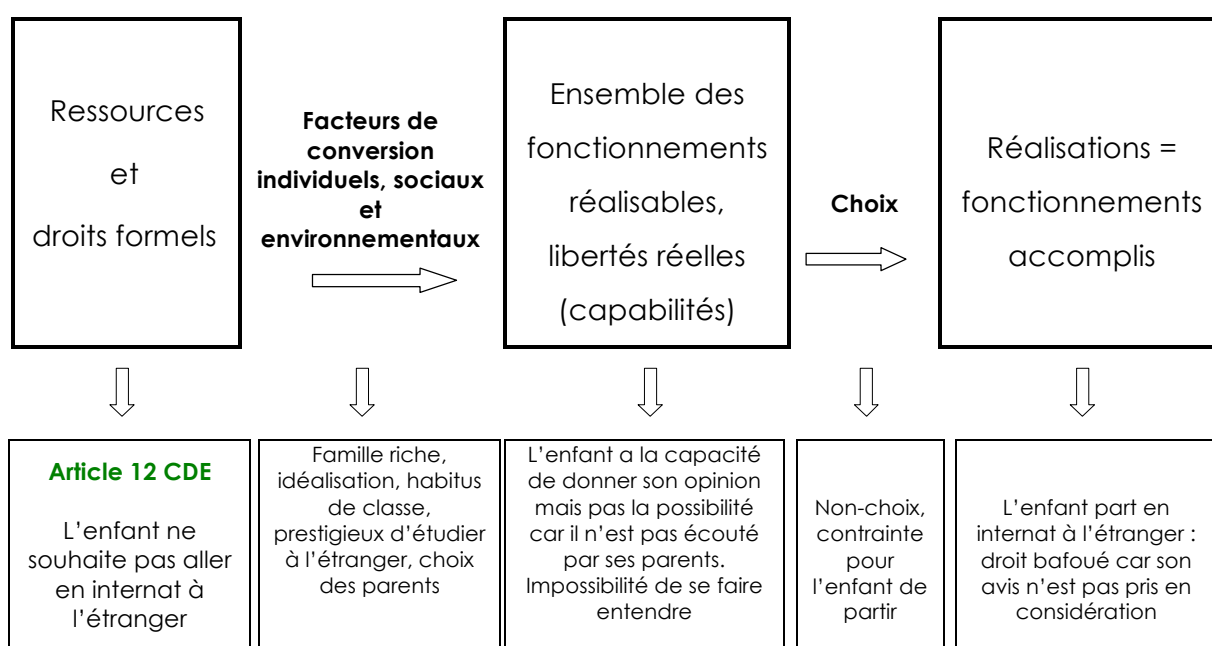 Ressources
et
droits formels
Facteurs de
conversion
individuels, sociaux
et
environnementaux
Ensemble des
fonctionnements
réalisables,
libertés réelles
(capabilités)
Choix
Réalisations =
fonctionnements
accomplis
Article 12 CDE
L'enfant ne
souhaite pas aller
en internat à
l'étranger
Famille riche,
idéalisation, habitus
de classe,
prestigieux d'étudier
à l'étranger, choix
des parents
L'enfant a la capacité
de donner son opinion
mais pas la possibilité
car il n'est pas écouté
par ses parents.
Impossibilité de se faire
entendre
Non-choix,
contrainte
pour
l'enfant de
partir
L'enfant part en
internat à l'étranger :
droit bafoué car son
avis n'est pas pris en
considération